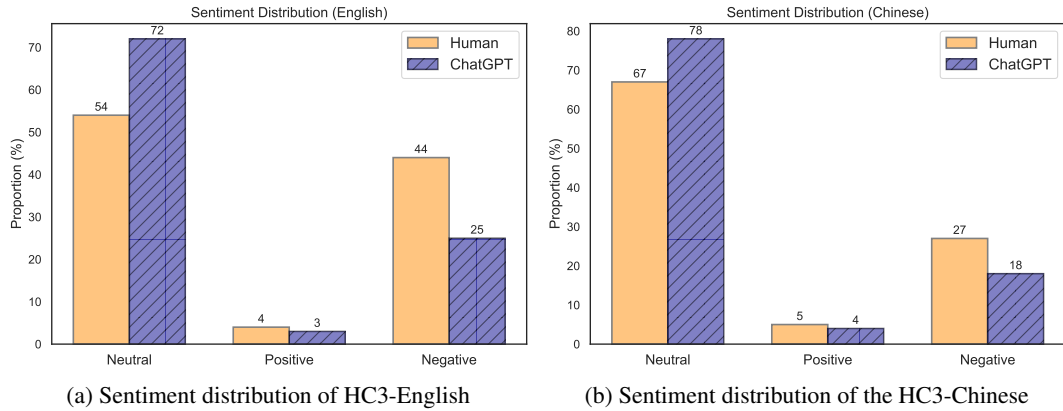 Sentiment Distribution (English)
Proportion (%)
70
60
50
40
30
20
10
0
54
72
4
3
44
25
Human
ChatGPT
Neutral
Positive
Negative
(a) Sentiment distribution of HC3-English
Sentiment Distribution (Chinese)
Proportion (%)
80
70
60
50
40
30
20
10
0
67
78
5
4
27
18
Human
ChatGPT
Neutral
Positive
Negative
(b) Sentiment distribution of the HC3-Chinese